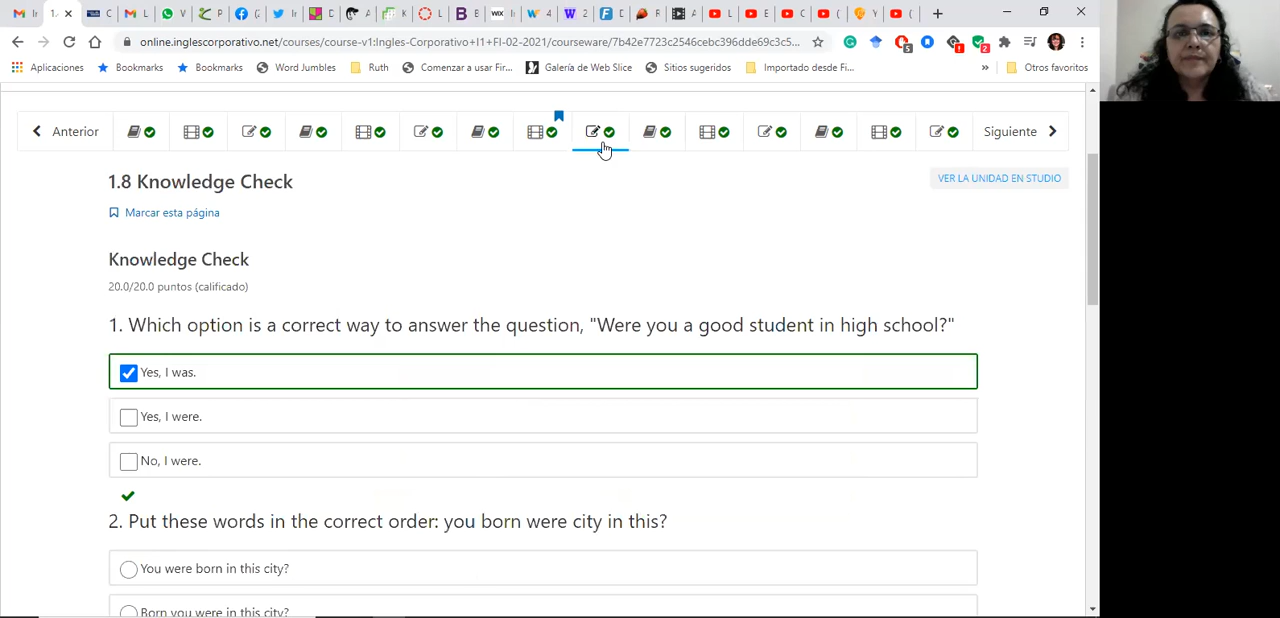 online.inglescorporativo.net/courses/course-v1:Ingles-Corporativo+I1+FI-02-2021/courseware/7b42e7723c2546cebc396dde69c3c5...
Aplicaciones Bookmarks Bookmarks Word Jumbles Ruth Comenzar a usar Fir... Galería de Web Slice Sitios sugeridos Importado desde Fi... » Otros favoritos
Anterior Siguiente
1.8 Knowledge Check
VER LA UNIDAD EN STUDIO
Marcar esta página
Knowledge Check
20.0/20.0 puntos (calificado)
1. Which option is a correct way to answer the question, "Were you a good student in high school?"
Yes, I was.
Yes, I were.
No, I were.
2. Put these words in the correct order: you born were city in this?
You were born in this city?
Born you were in this city?